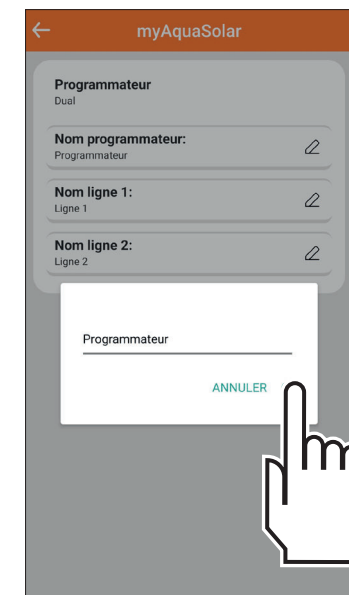 myAquaSolar
Programmateur
Dual
Nom programmateur:
Programmateur
Nom ligne 1:
Ligne 1
Nom ligne 2:
Ligne 2
Programmateur
ANNULER